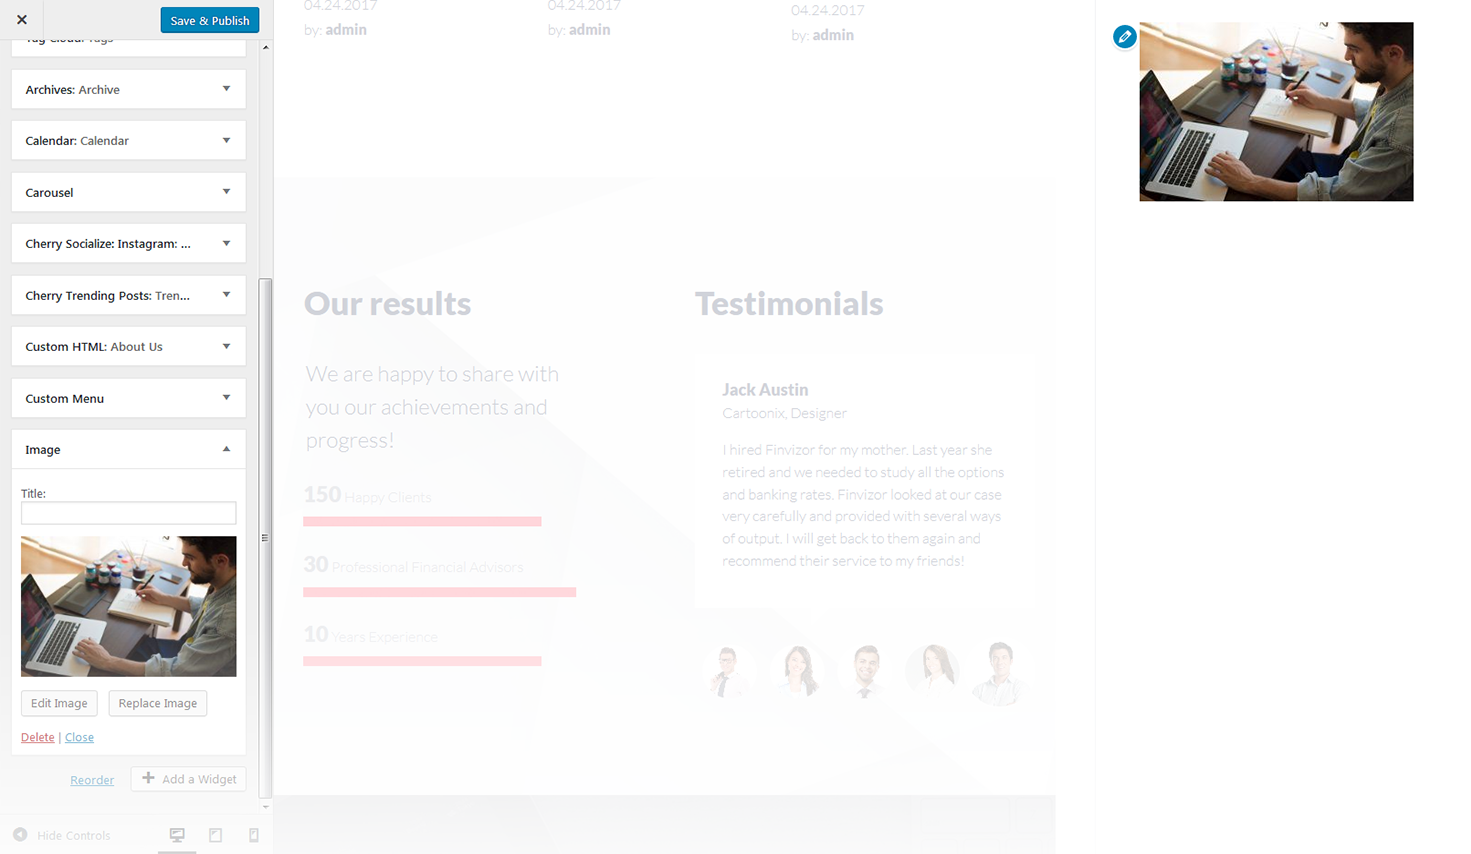 Save & Publish
Tag Cloud: Tags
Archives: Archive
Calendar: Calendar
Carousel
Cherry Socialize: Instagram: ...
Cherry Trending Posts: Tren...
Custom HTML: About Us
Custom Menu
Image
Title:
Edit Image
Replace Image
Delete | Close
Reorder
Add a Widget
Hide Controls
04.24.2017
by: admin
04.24.2017
by: admin
04.24.2017
by: admin
Our results
We are happy to share with
you our achievements and
progress!
150 Happy Clients
30 Professional Financial Advisors
10 Years Experience
Testimonials
Jack Austin
Cartoonix, Designer
I hired Finvizor for my mother. Last year she
retired and we needed to study all the options
and banking rates. Finvizor looked at our case
very carefully and provided with several ways
of output. I will get back to them again and
recommend their service to my friends!